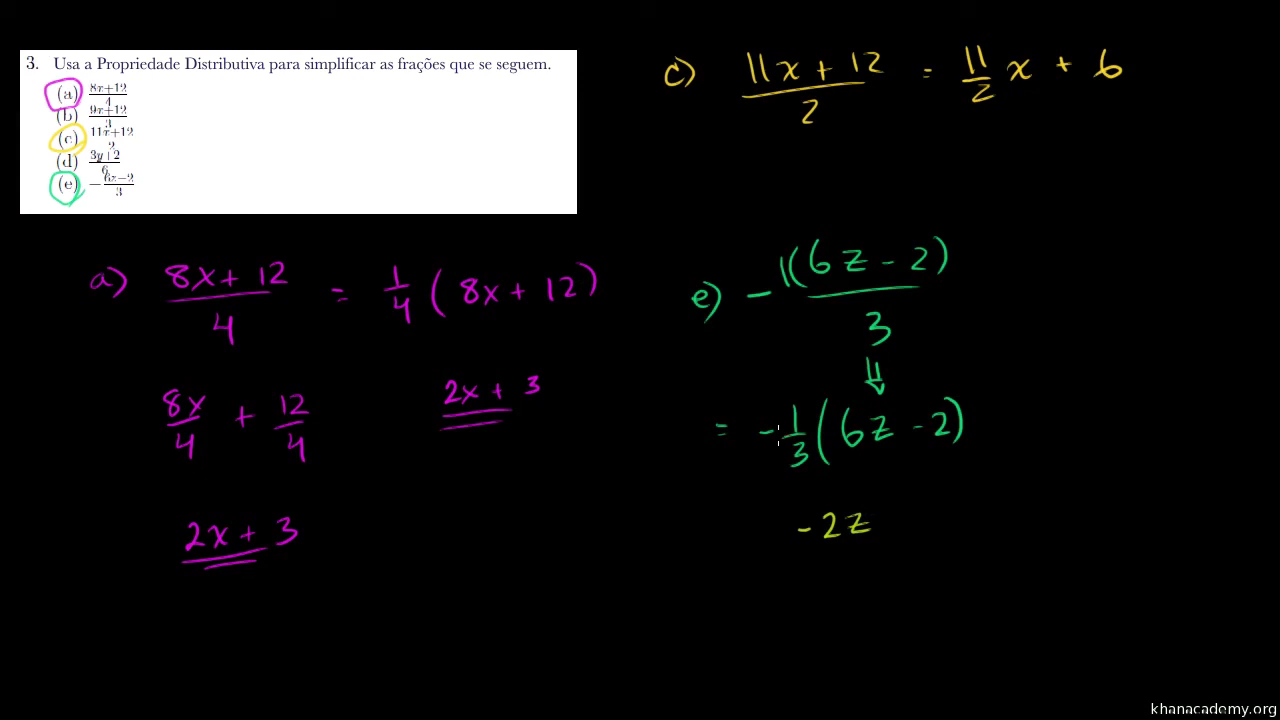 3. Usa a Propriedade Distributiva para simplificar as frações que se seguem.
(a) 8x+12/4
(b) 9x+12/3
(c) 11x+12/2
(d) 3y+2/6
(e) −6z−2/3
c) 11x + 12/2 = 11/2 x + 6
a) 8x + 12/4 = 1/4 (8x + 12)
8x/4 + 12/4
2x + 3
2x + 3
e) -1(6z - 2)/3
⇓
= -1/3 (6z - 2)
-2z
khanacademy.org